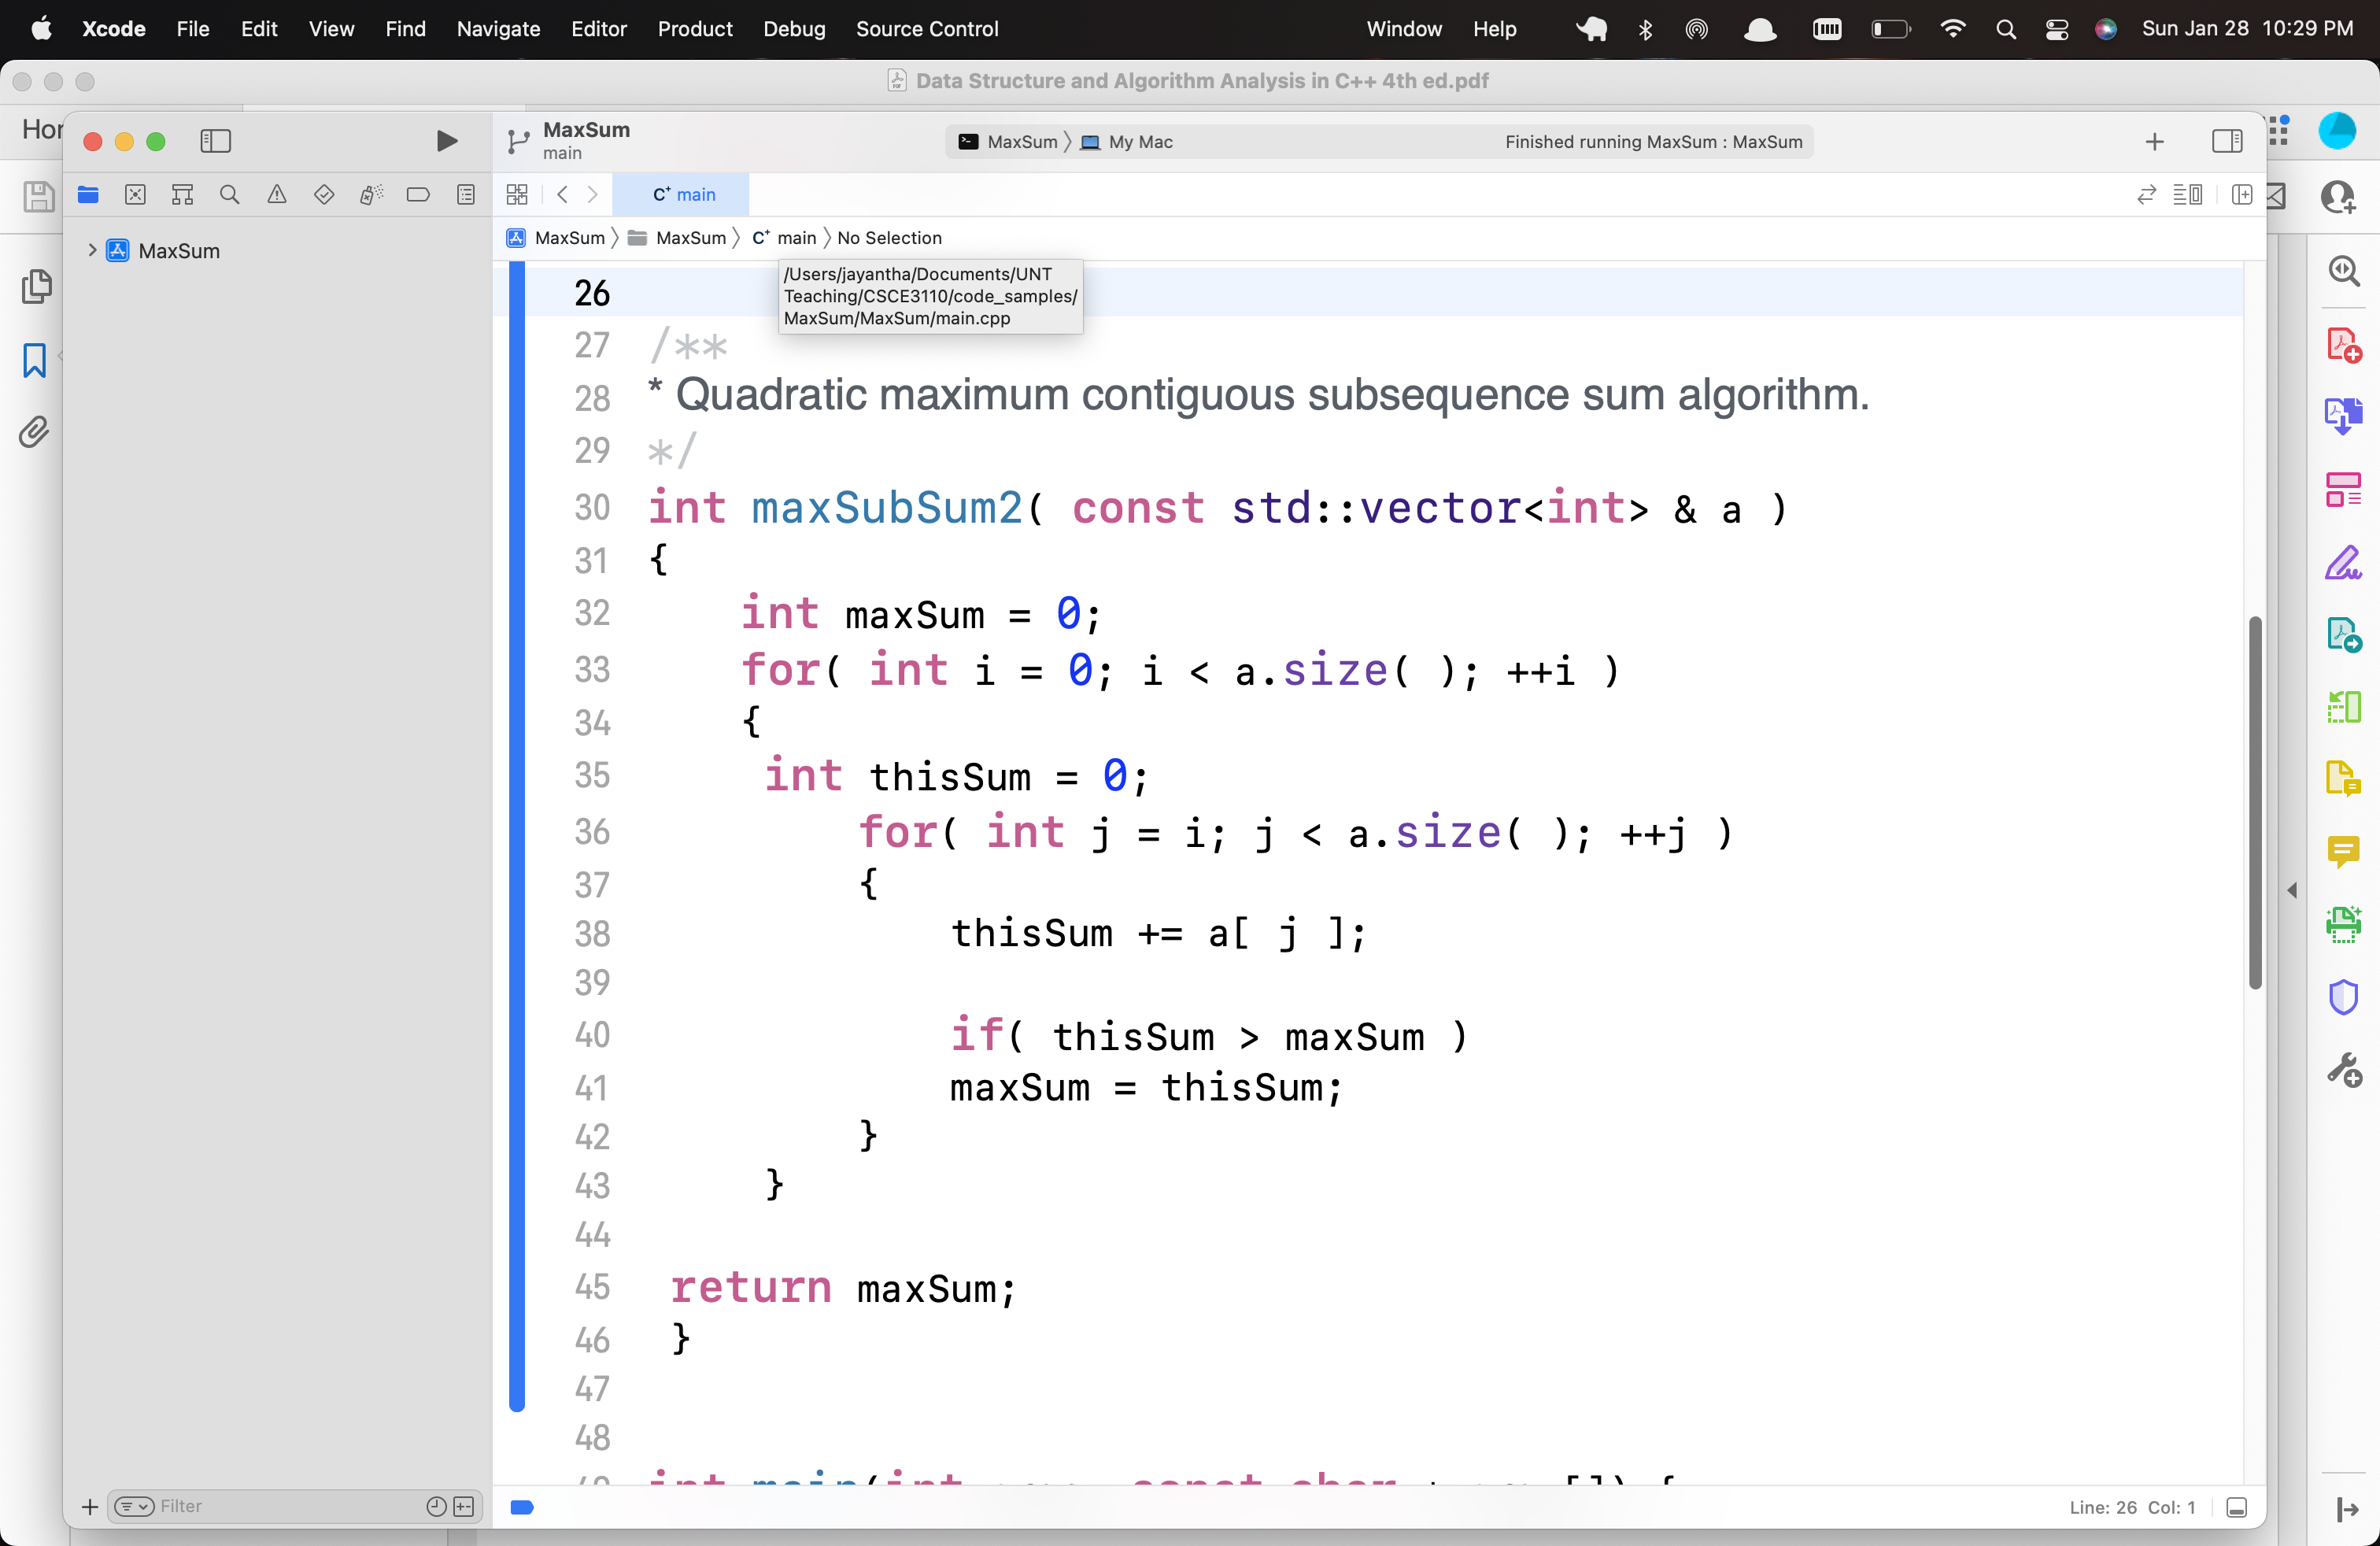 Xcode File Edit View Find Navigate Editor Product Debug Source Control Window Help Sun Jan 28 10:29 PM
Data Structure and Algorithm Analysis in C++ 4th ed.pdf
MaxSum
main
MaxSum My Mac
Finished running MaxSum : MaxSum
C+ main
MaxSum MaxSum C+ main No Selection
MaxSum
/Users/jayantha/Documents/UNT
Teaching/CSCE3110/code_samples/
MaxSum/MaxSum/main.cpp
26
27 /**
28 * Quadratic maximum contiguous subsequence sum algorithm.
29 */
30 int maxSubSum2( const std::vector<int> & a )
31 {
32 int maxSum = 0;
33 for( int i = 0; i < a.size( ); ++i )
34 {
35 int thisSum = 0;
36 for( int j = i; j < a.size( ); ++j )
37 {
38 thisSum += a[ j ];
39
40 if( thisSum > maxSum )
41 maxSum = thisSum;
42 }
43 }
44
45 return maxSum;
46 }
47
48
int main(int const char
Filter
Line: 26 Col: 1